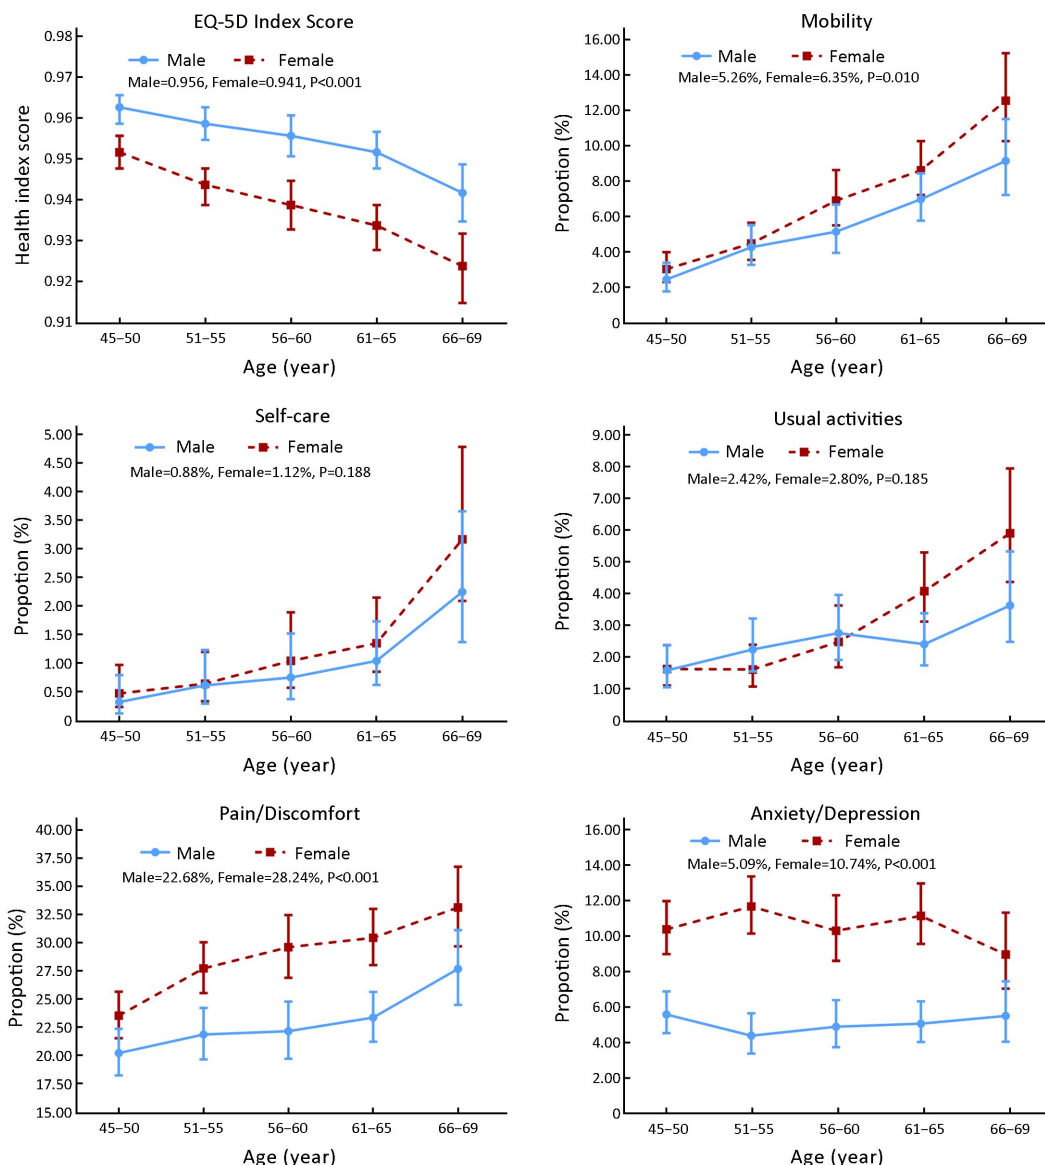 EQ-5D Index Score
Male Female
Male=0.956, Female=0.941, P<0.001
Health index score
0.98
0.97
0.96
0.95
0.94
0.93
0.92
0.91
45–50 51–55 56–60 61–65 66–69
Age (year)
Mobility
Male Female
Male=5.26%, Female=6.35%, P=0.010
Propotion (%)
16.00
14.00
12.00
10.00
8.00
6.00
4.00
2.00
0
45–50 51–55 56–60 61–65 66–69
Age (year)
Self-care
Male Female
Male=0.88%, Female=1.12%, P=0.188
Propotion (%)
5.00
4.50
4.00
3.50
3.00
2.50
2.00
1.50
1.00
0.50
0
45–50 51–55 56–60 61–65 66–69
Age (year)
Usual activities
Male Female
Male=2.42%, Female=2.80%, P=0.185
Propotion (%)
9.00
8.00
7.00
6.00
5.00
4.00
3.00
2.00
1.00
0
45–50 51–55 56–60 61–65 66–69
Age (year)
Pain/Discomfort
Male Female
Male=22.68%, Female=28.24%, P<0.001
Propotion (%)
40.00
37.50
35.00
32.50
30.00
27.50
25.00
22.50
20.00
17.50
15.00
45–50 51–55 56–60 61–65 66–69
Age (year)
Anxiety/Depression
Male Female
Male=5.09%, Female=10.74%, P<0.001
Propotion (%)
16.00
14.00
12.00
10.00
8.00
6.00
4.00
2.00
0
45–50 51–55 56–60 61–65 66–69
Age (year)